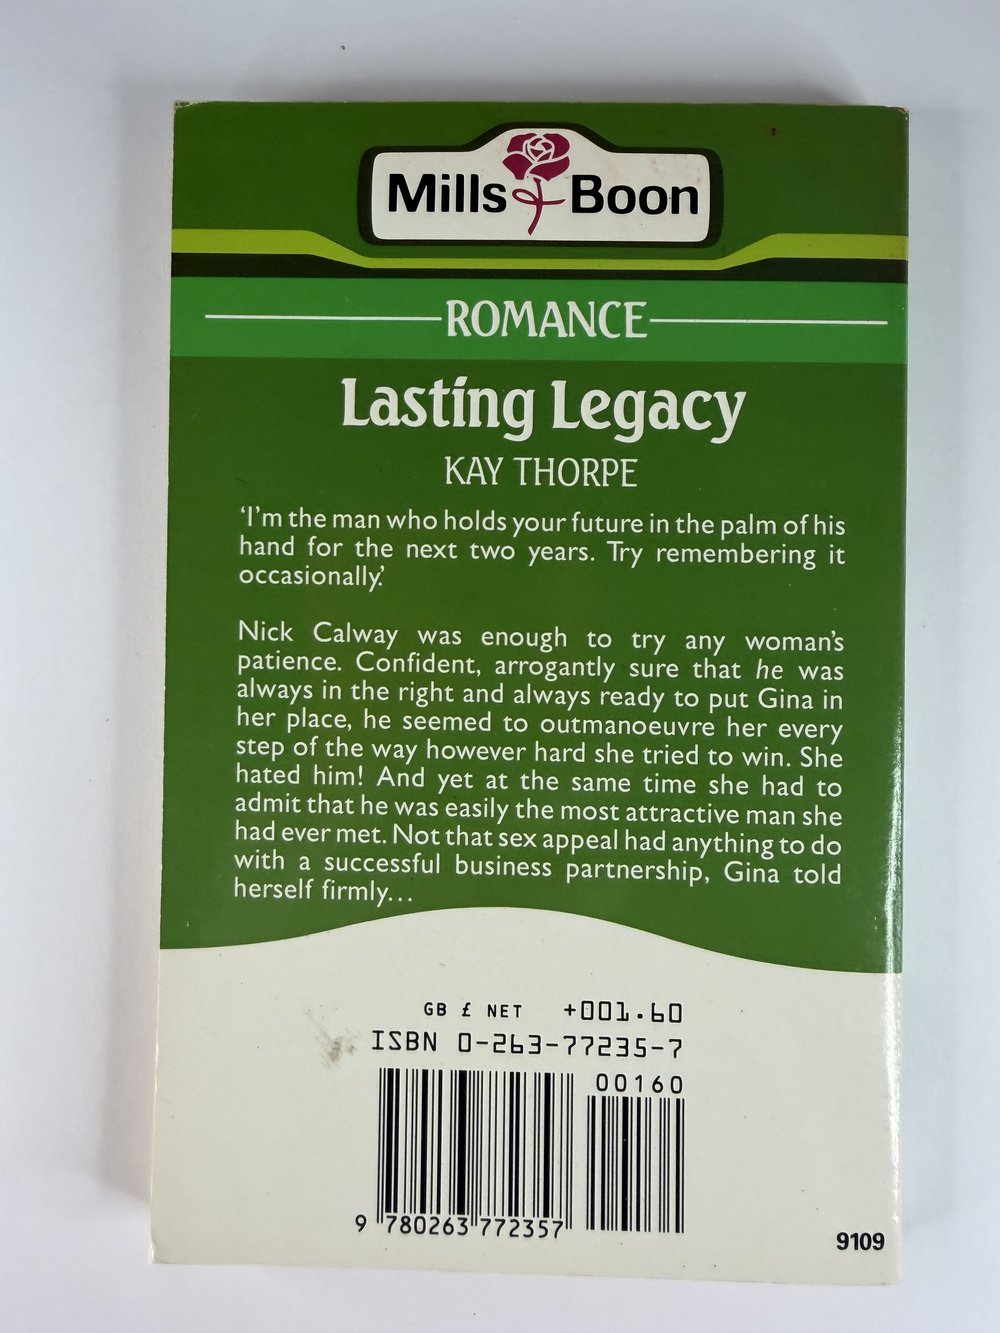 Mills Boon
ROMANCE
Lasting Legacy
KAY THORPE
‘I’m the man who holds your future in the palm of his
hand for the next two years. Try remembering it
occasionally.’
Nick Calway was enough to try any woman’s
patience. Confident, arrogantly sure that he was
always in the right and always ready to put Gina in
her place, he seemed to outmanoeuvre her every
step of the way however hard she tried to win. She
hated him! And yet at the same time she had to
admit that he was easily the most attractive man she
had ever met. Not that sex appeal had anything to do
with a successful business partnership, Gina told
herself firmly...
GB £ NET +001.60
ISBN 0-263-77235-7
00160
9 780263 772357
9109